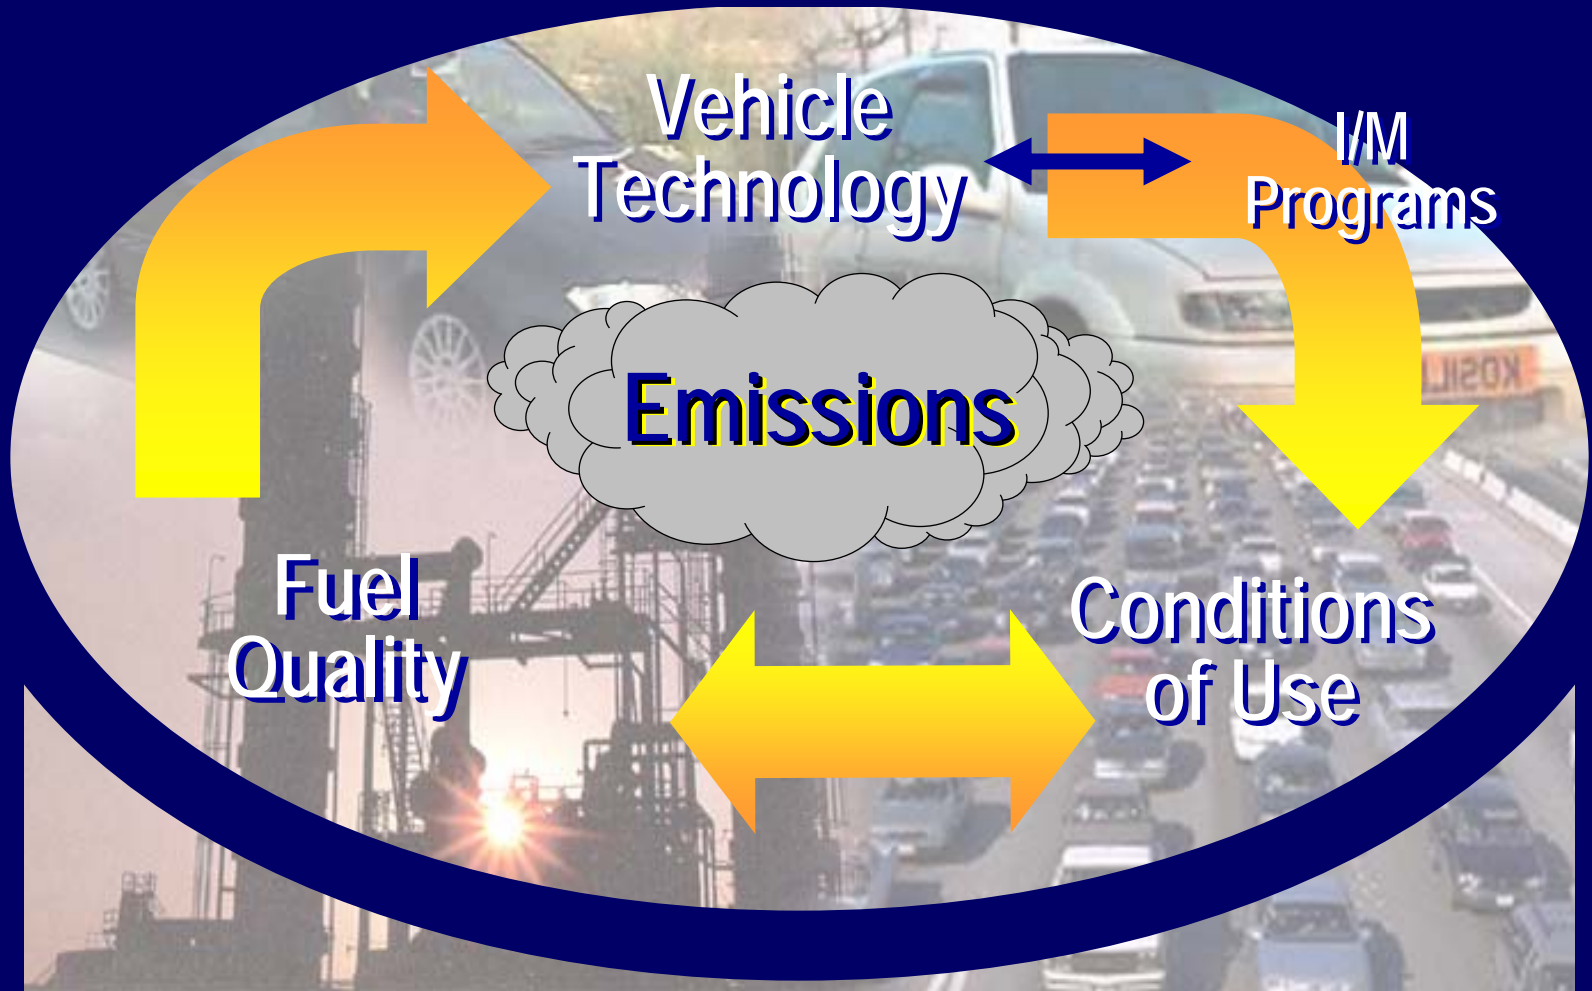 Vehicle
Technology
I/M
Programs
Emissions
Fuel
Quality
Conditions
of Use